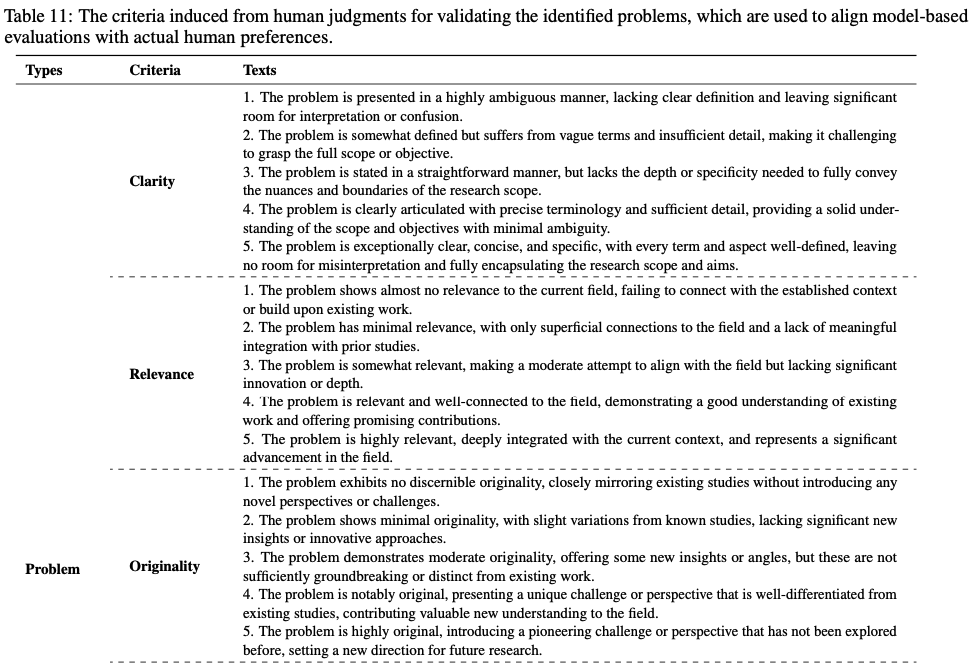 Table 11: The criteria induced from human judgments for validating the identified problems, which are used to align model-based
evaluations with actual human preferences.
Types Criteria Texts
1. The problem is presented in a highly ambiguous manner, lacking clear definition and leaving significant
room for interpretation or confusion.
2. The problem is somewhat defined but suffers from vague terms and insufficient detail, making it challenging
to grasp the full scope or objective.
Clarity
3. The problem is stated in a straightforward manner, but lacks the depth or specificity needed to fully convey
the nuances and boundaries of the research scope.
4. The problem is clearly articulated with precise terminology and sufficient detail, providing a solid under-
standing of the scope and objectives with minimal ambiguity.
5. The problem is exceptionally clear, concise, and specific, with every term and aspect well-defined, leaving
no room for misinterpretation and fully encapsulating the research scope and aims.
1. The problem shows almost no relevance to the current field, failing to connect with the established context
or build upon existing work.
2. The problem has minimal relevance, with only superficial connections to the field and a lack of meaningful
integration with prior studies.
Relevance
3. The problem is somewhat relevant, making a moderate attempt to align with the field but lacking significant
innovation or depth.
4. The problem is relevant and well-connected to the field, demonstrating a good understanding of existing
work and offering promising contributions.
5. The problem is highly relevant, deeply integrated with the current context, and represents a significant
advancement in the field.
1. The problem exhibits no discernible originality, closely mirroring existing studies without introducing any
novel perspectives or challenges.
2. The problem shows minimal originality, with slight variations from known studies, lacking significant new
insights or innovative approaches.
Problem Originality
3. The problem demonstrates moderate originality, offering some new insights or angles, but these are not
sufficiently groundbreaking or distinct from existing work.
4. The problem is notably original, presenting a unique challenge or perspective that is well-differentiated from
existing studies, contributing valuable new understanding to the field.
5. The problem is highly original, introducing a pioneering challenge or perspective that has not been explored
before, setting a new direction for future research.